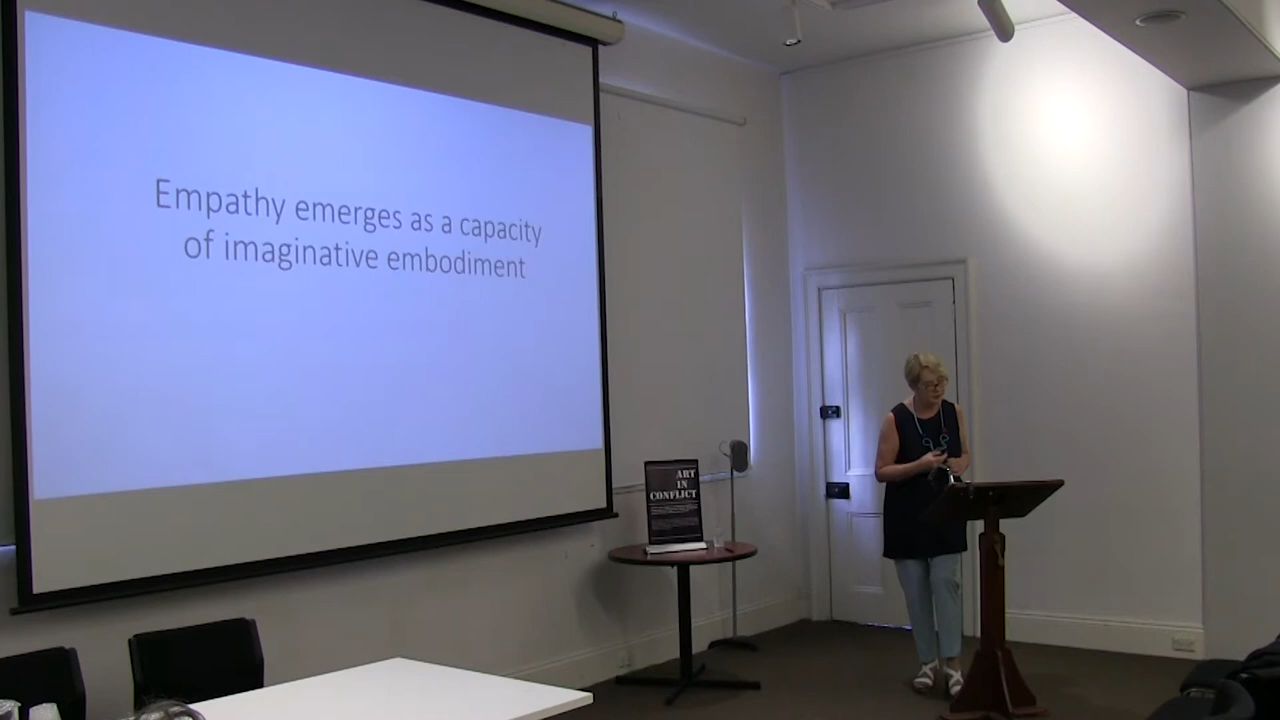 Empathy emerges as a capacity
of imaginative embodiment
ART
IN
CONFLICT